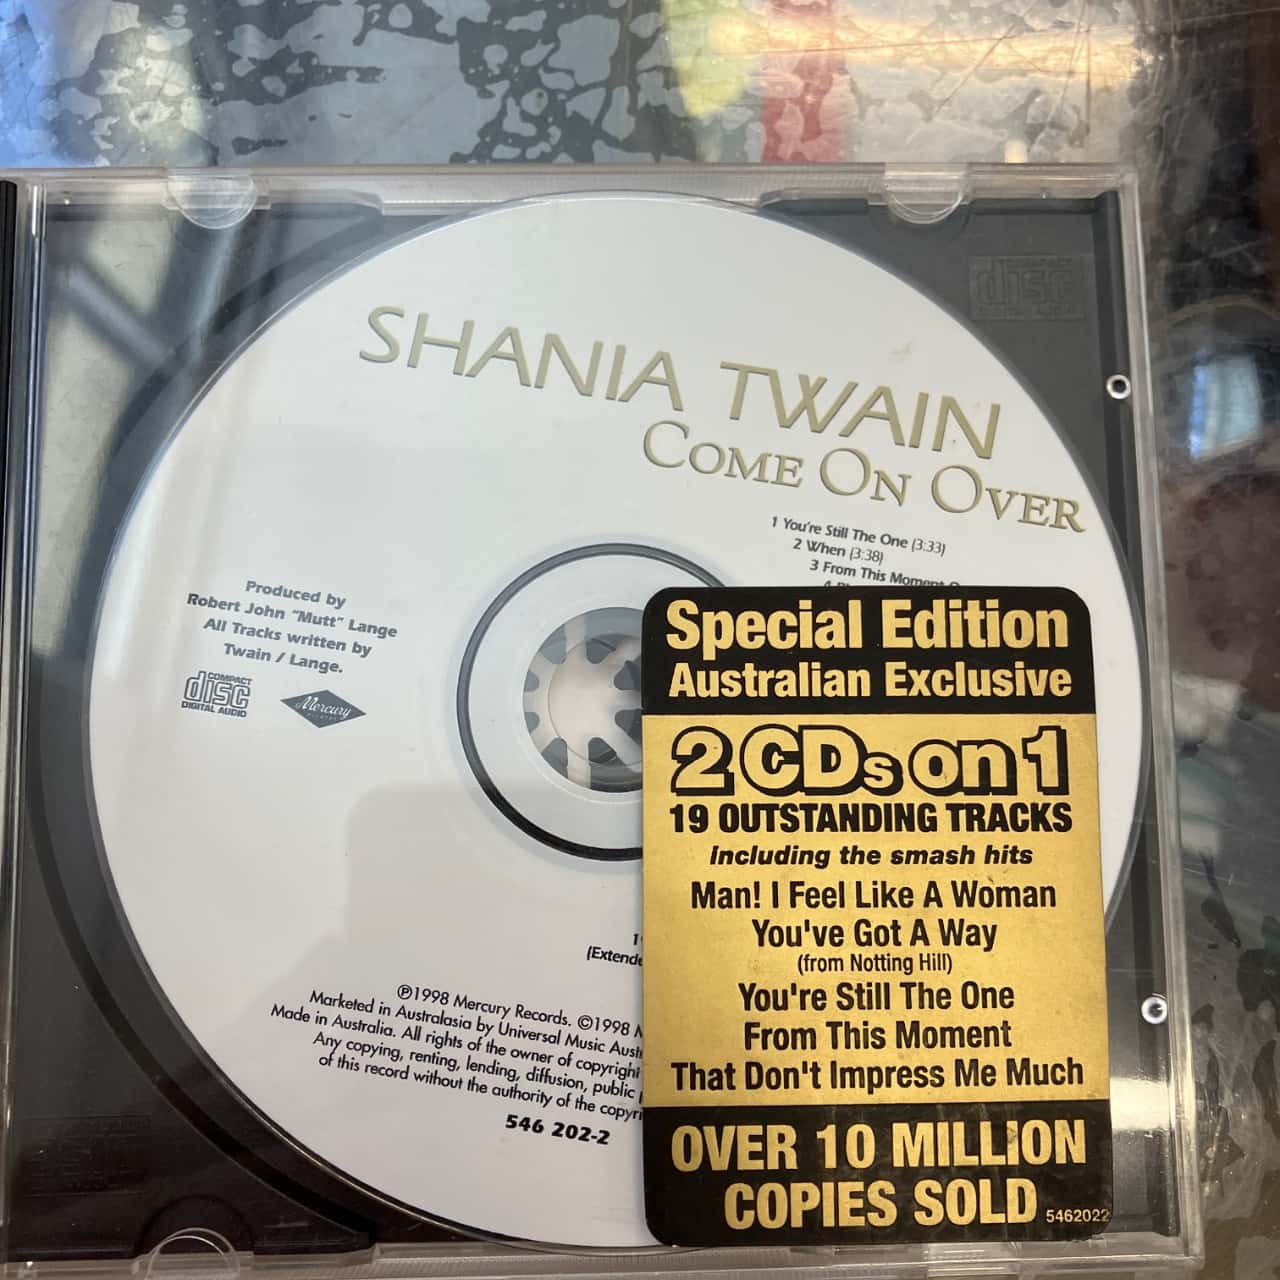 SHANIA TWAIN
COME ON OVER
1 You're Still The One (3:33)
2 When (3:38)
3 From This Moment
Produced by
Robert John "Mutt" Lange
All Tracks written by
Twain / Lange.
COMPACT
disc
DIGITAL AUDIO
Mercury
℗1998 Mercury Records. ©1998
Marketed in Australasia by Universal Music
Made in Australia. All rights of the owner of copyright
Any copying, renting, lending, diffusion, public
of this record without the authority of the
546 202-2
Special Edition
Australian Exclusive
2 CDs on 1
19 OUTSTANDING TRACKS
Including the smash hits
Man! I Feel Like A Woman
You've Got A Way
(from Notting Hill)
You're Still The One
From This Moment
That Don't Impress Me Much
OVER 10 MILLION
COPIES SOLD
5462022
COMPACT
disc